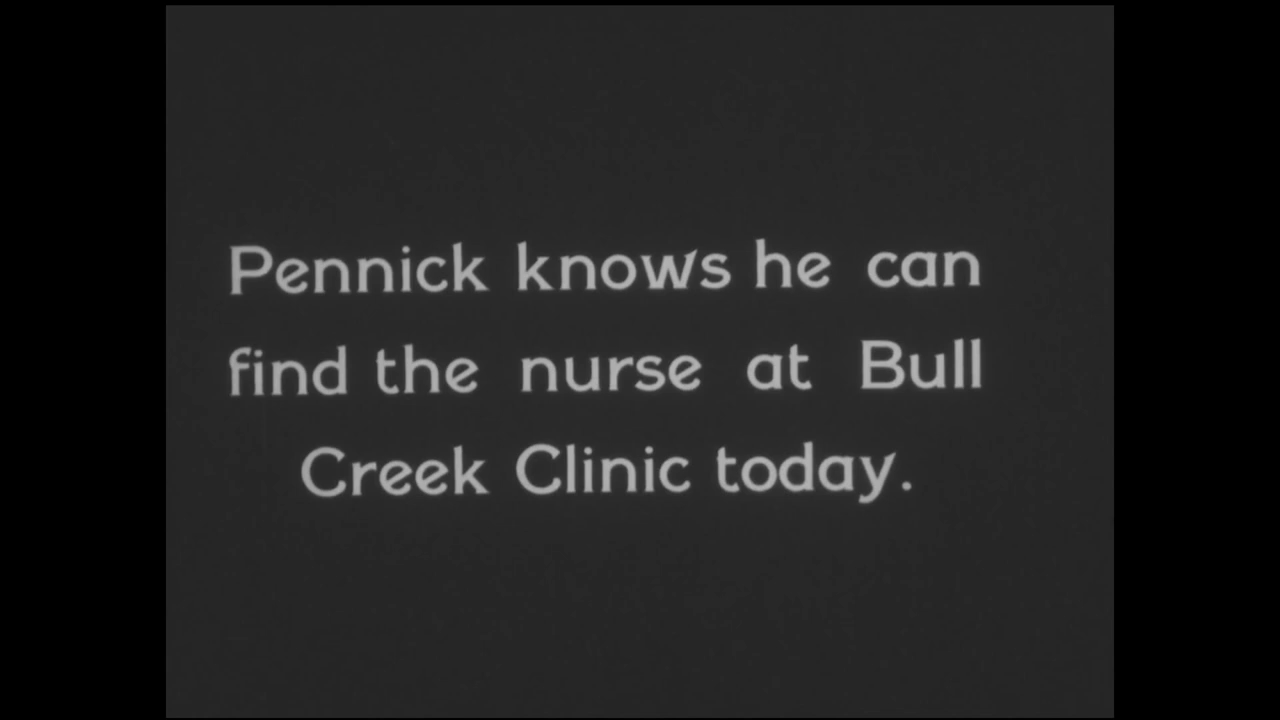 Pennick knows he can
find the nurse at Bull
Creek Clinic today.